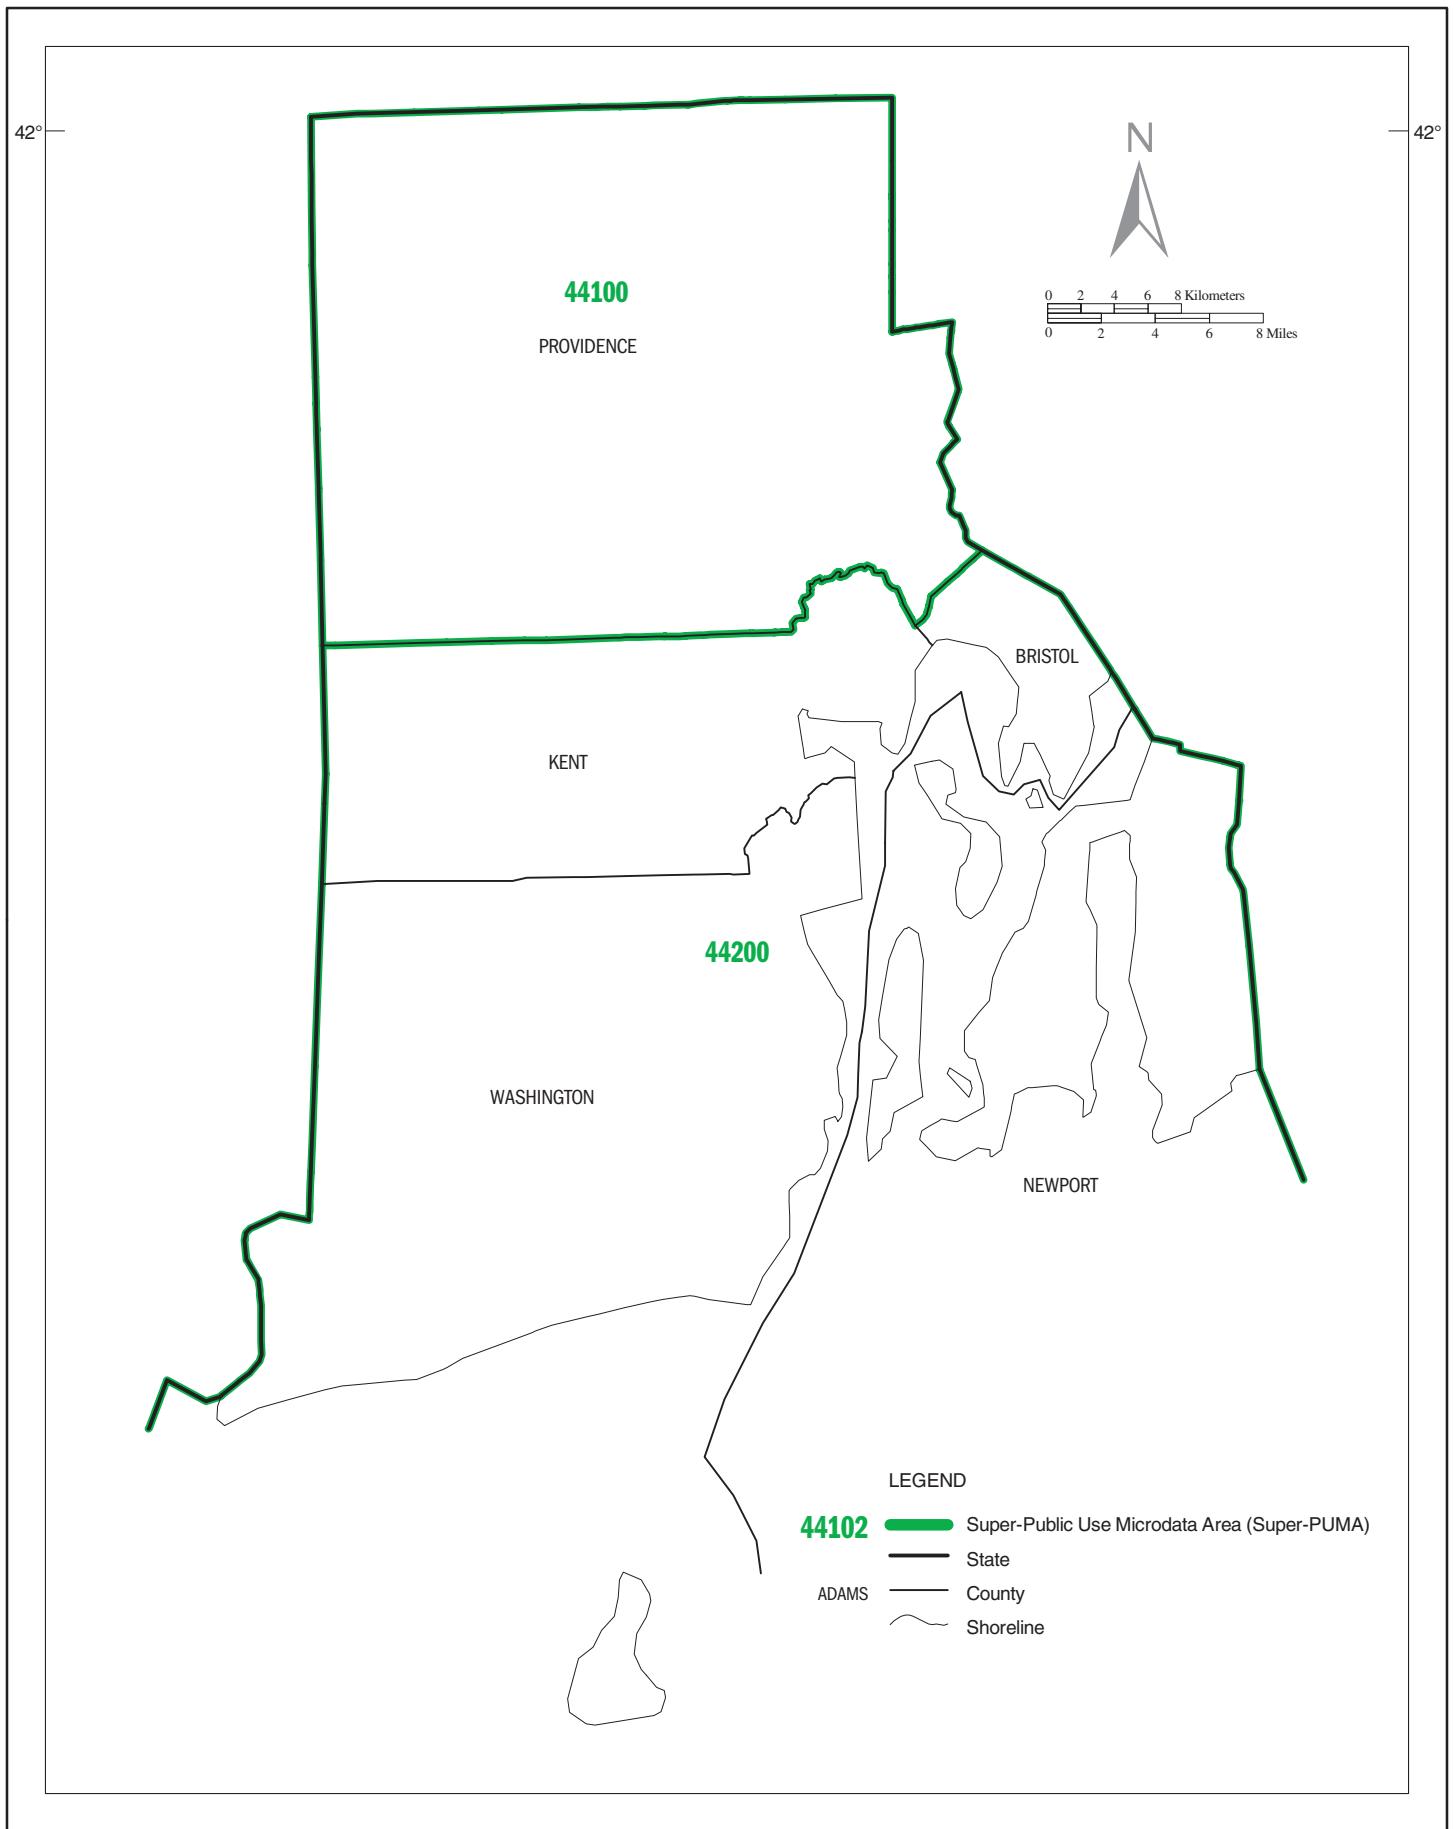 42° 42°
N
0 2 4 6 8 Kilometers
0 2 4 6 8 Miles
44100
PROVIDENCE
BRISTOL
KENT
44200
WASHINGTON
NEWPORT
LEGEND
44102 Super-Public Use Microdata Area (Super-PUMA)
State
ADAMS County
Shoreline